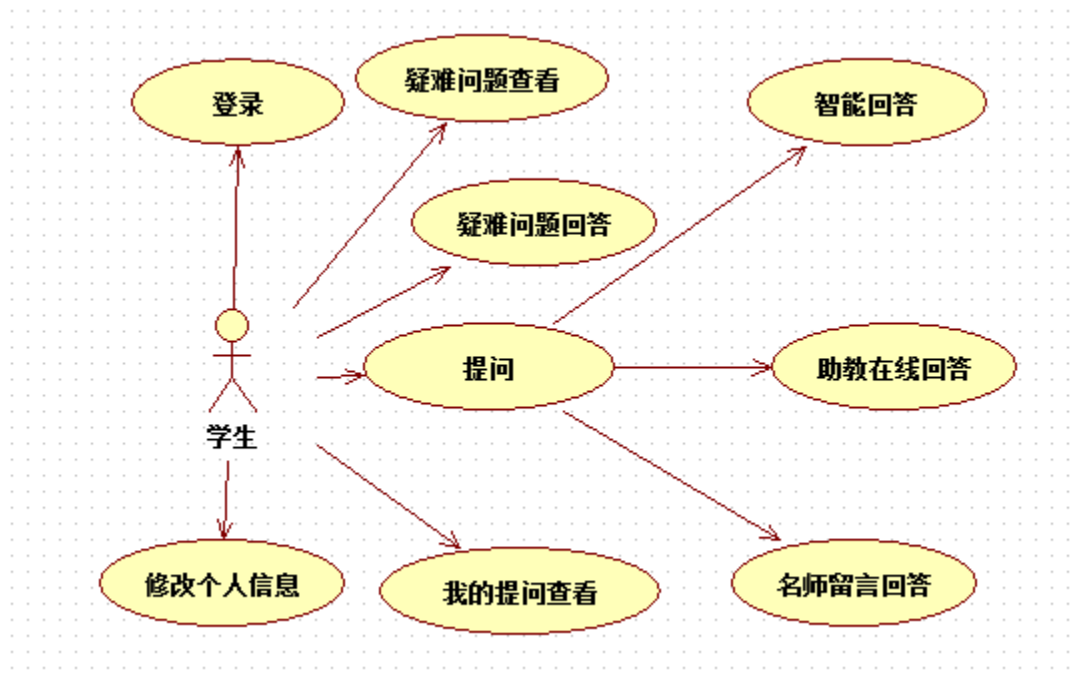 疑难问题查看
登录
智能回答
疑难问题回答
提问
助教在线回答
学生
修改个人信息
我的提问查看
名师留言回答